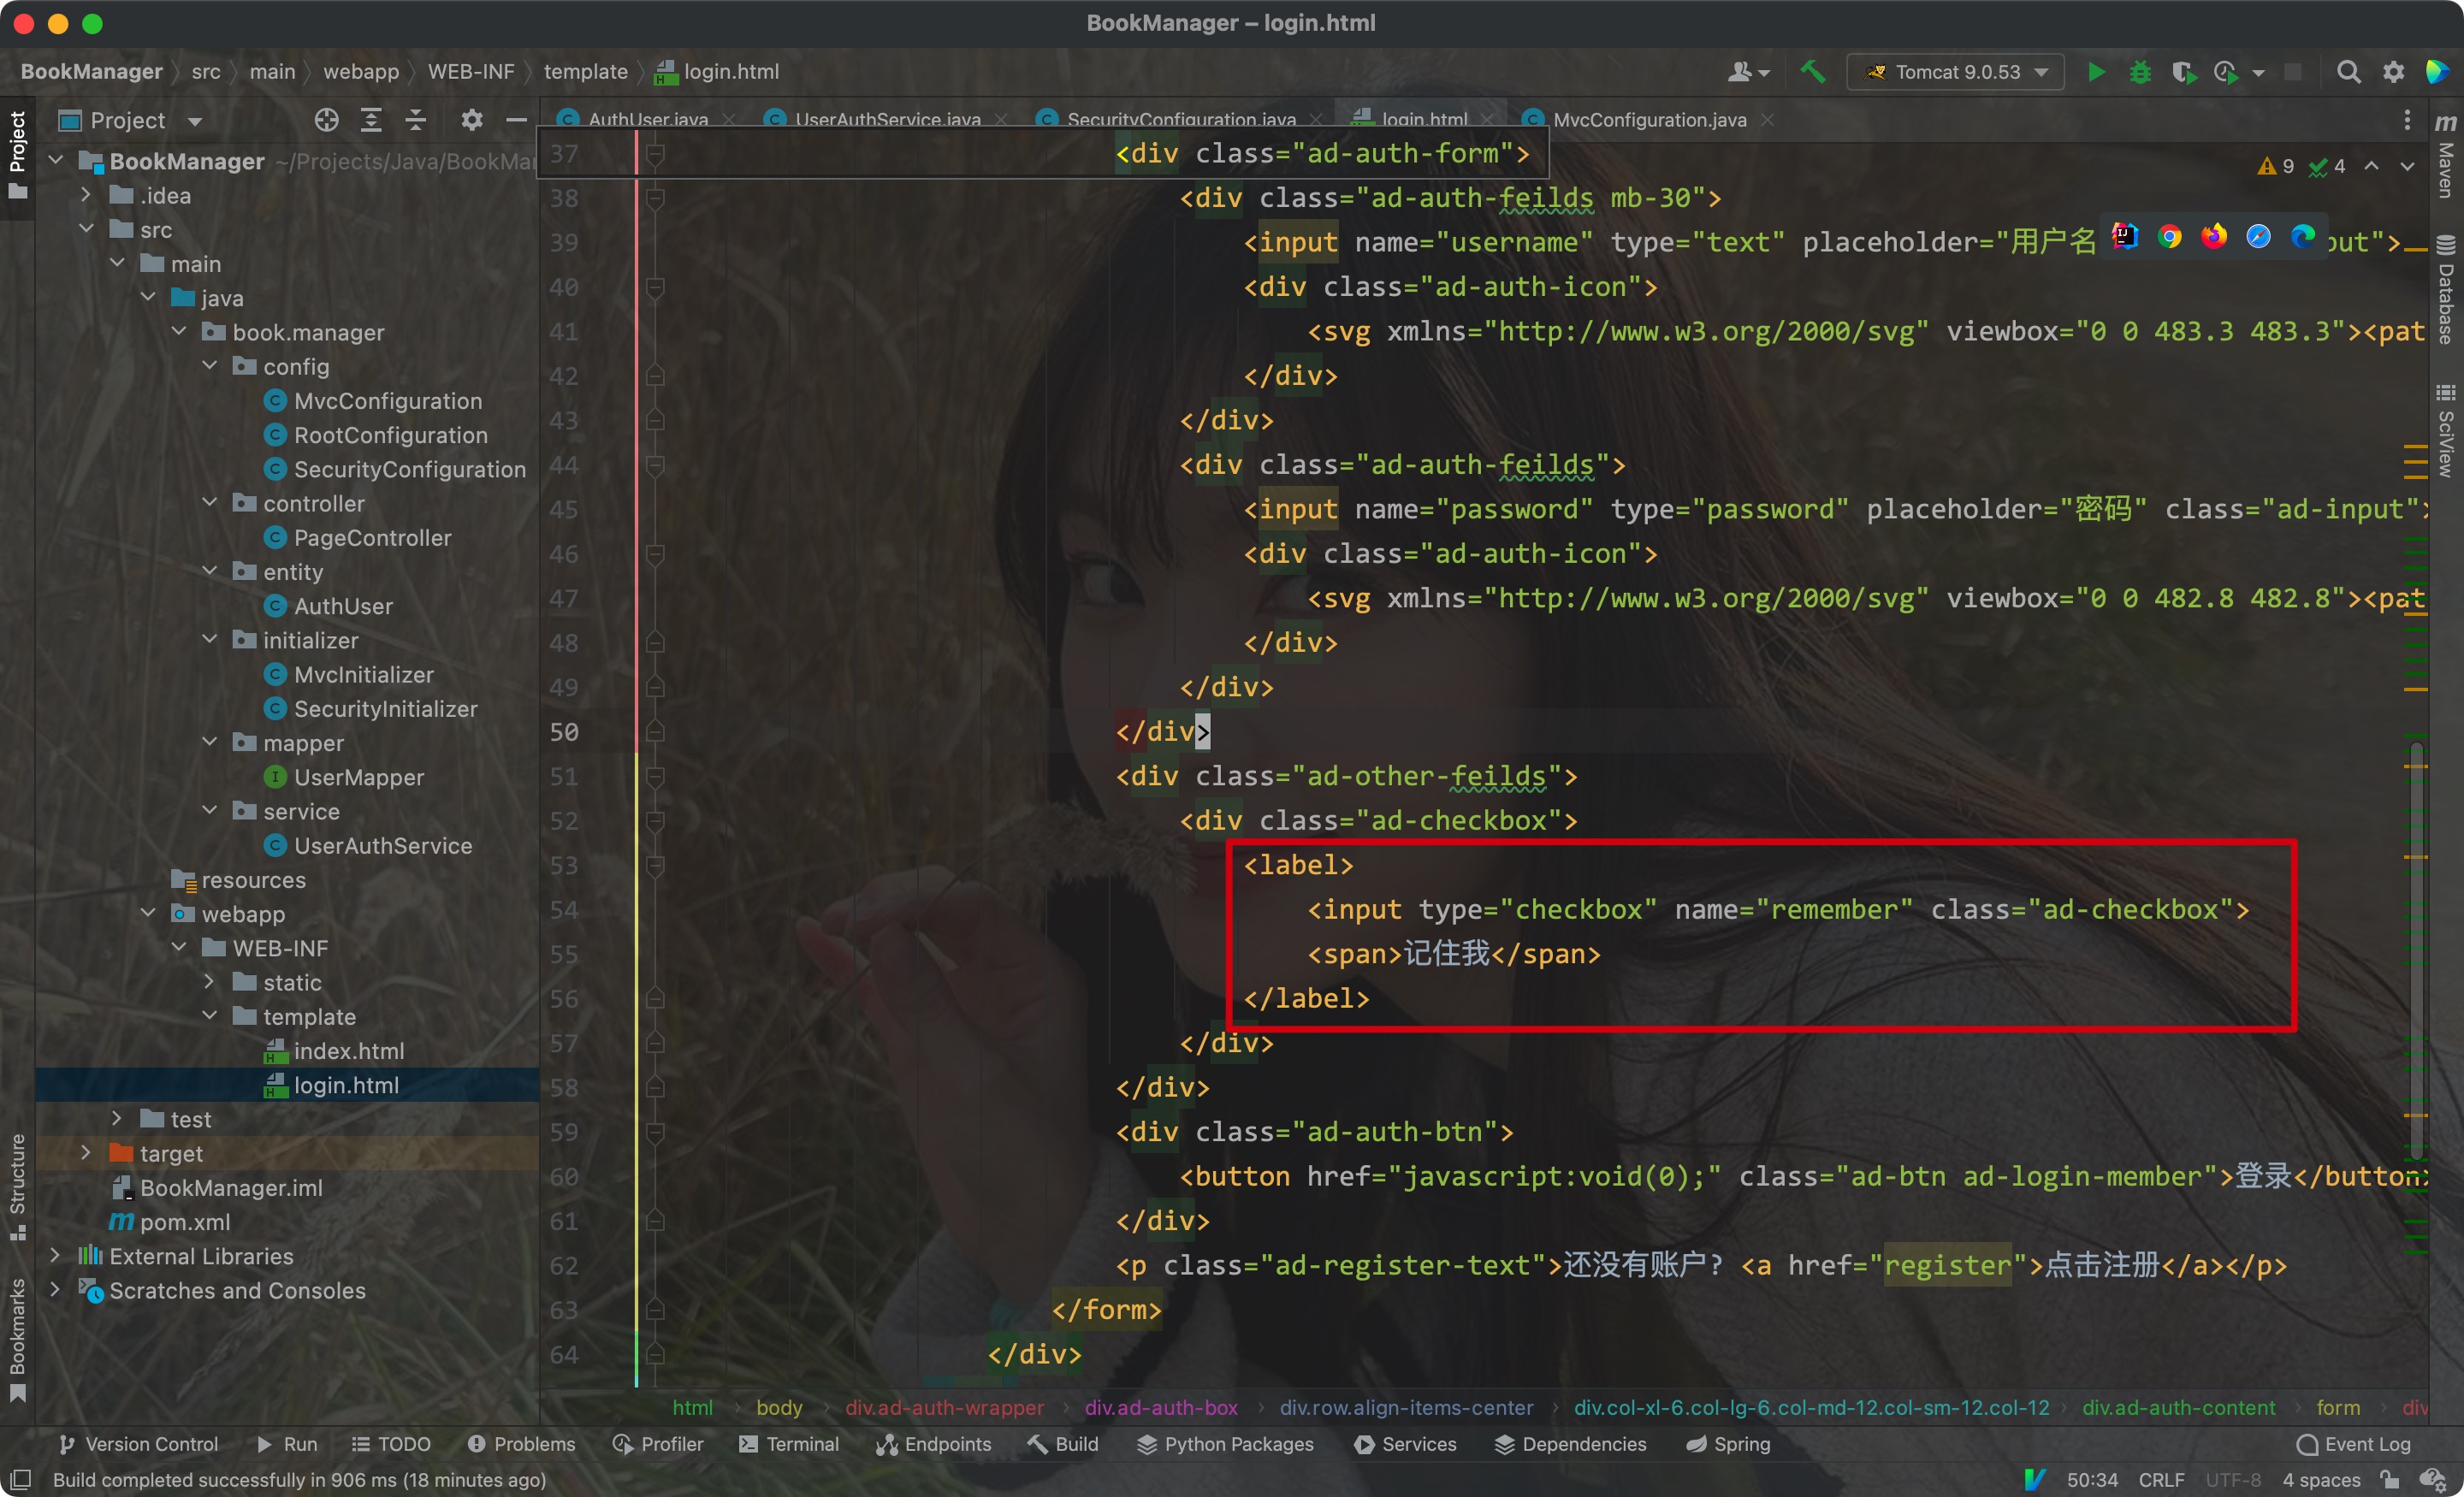 BookManager – login.html
BookManager src main webapp WEB-INF template login.html
Tomcat 9.0.53
Project
AuthUser.java UserAuthService.java SecurityConfiguration.java login.html MvcConfiguration.java
Project
BookManager ~/Projects/Java/BookMa
.idea
src
main
java
book.manager
config
MvcConfiguration
RootConfiguration
SecurityConfiguration
controller
PageController
entity
AuthUser
initializer
MvcInitializer
SecurityInitializer
mapper
UserMapper
service
UserAuthService
resources
webapp
WEB-INF
static
template
index.html
login.html
test
target
BookManager.iml
pom.xml
External Libraries
Scratches and Consoles
Structure
Bookmarks
9 4
37 <div class="ad-auth-form">
38 <div class="ad-auth-feilds mb-30">
39 <input name="username" type="text" placeholder="用户名 put">
40 <div class="ad-auth-icon">
41 <svg xmlns="http://www.w3.org/2000/svg" viewbox="0 0 483.3 483.3"><pat
42 </div>
43 </div>
44 <div class="ad-auth-feilds">
45 <input name="password" type="password" placeholder="密码" class="ad-input">
46 <div class="ad-auth-icon">
47 <svg xmlns="http://www.w3.org/2000/svg" viewbox="0 0 482.8 482.8"><pat
48 </div>
49 </div>
50 </div>
51 <div class="ad-other-feilds">
52 <div class="ad-checkbox">
53 <label>
54 <input type="checkbox" name="remember" class="ad-checkbox">
55 <span>记住我</span>
56 </label>
57 </div>
58 </div>
59 <div class="ad-auth-btn">
60 <button href="javascript:void(0);" class="ad-btn ad-login-member">登录</button>
61 </div>
62 <p class="ad-register-text">还没有账户? <a href="register">点击注册</a></p>
63 </form>
64 </div>
Maven
Database
SciView
html body div.ad-auth-wrapper div.ad-auth-box div.row.align-items-center div.col-xl-6.col-lg-6.col-md-12.col-sm-12.col-12 div.ad-auth-content form div
Version Control Run TODO Problems Profiler Terminal Endpoints Build Python Packages Services Dependencies Spring Event Log
Build completed successfully in 906 ms (18 minutes ago) 50:34 CRLF UTF-8 4 spaces